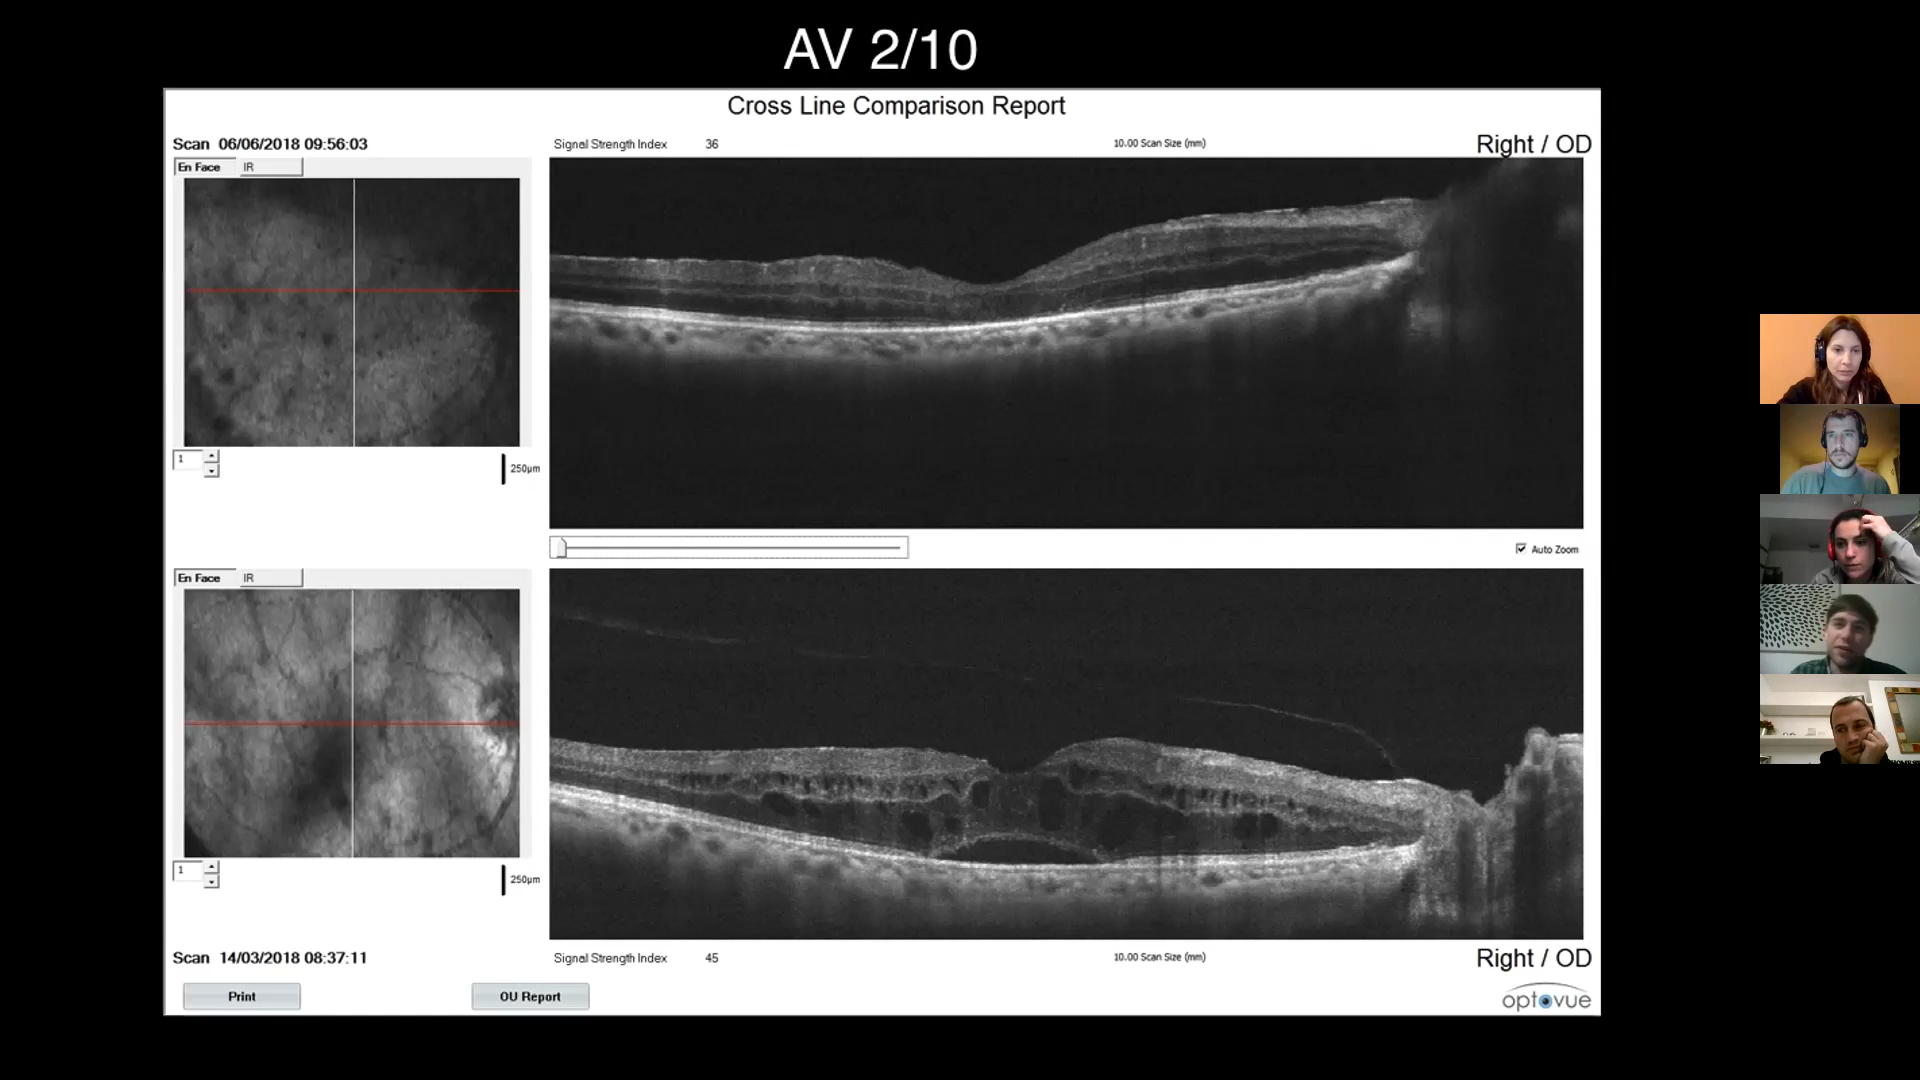 AV 2/10
Cross Line Comparison Report
Scan 06/06/2018 09:56:03
Signal Strength Index 36
10.00 Scan Size (mm)
Right / OD
En Face IR
1
250µm
Auto Zoom
En Face IR
1
250µm
Scan 14/03/2018 08:37:11
Signal Strength Index 45
10.00 Scan Size (mm)
Right / OD
Print
OU Report
optovue